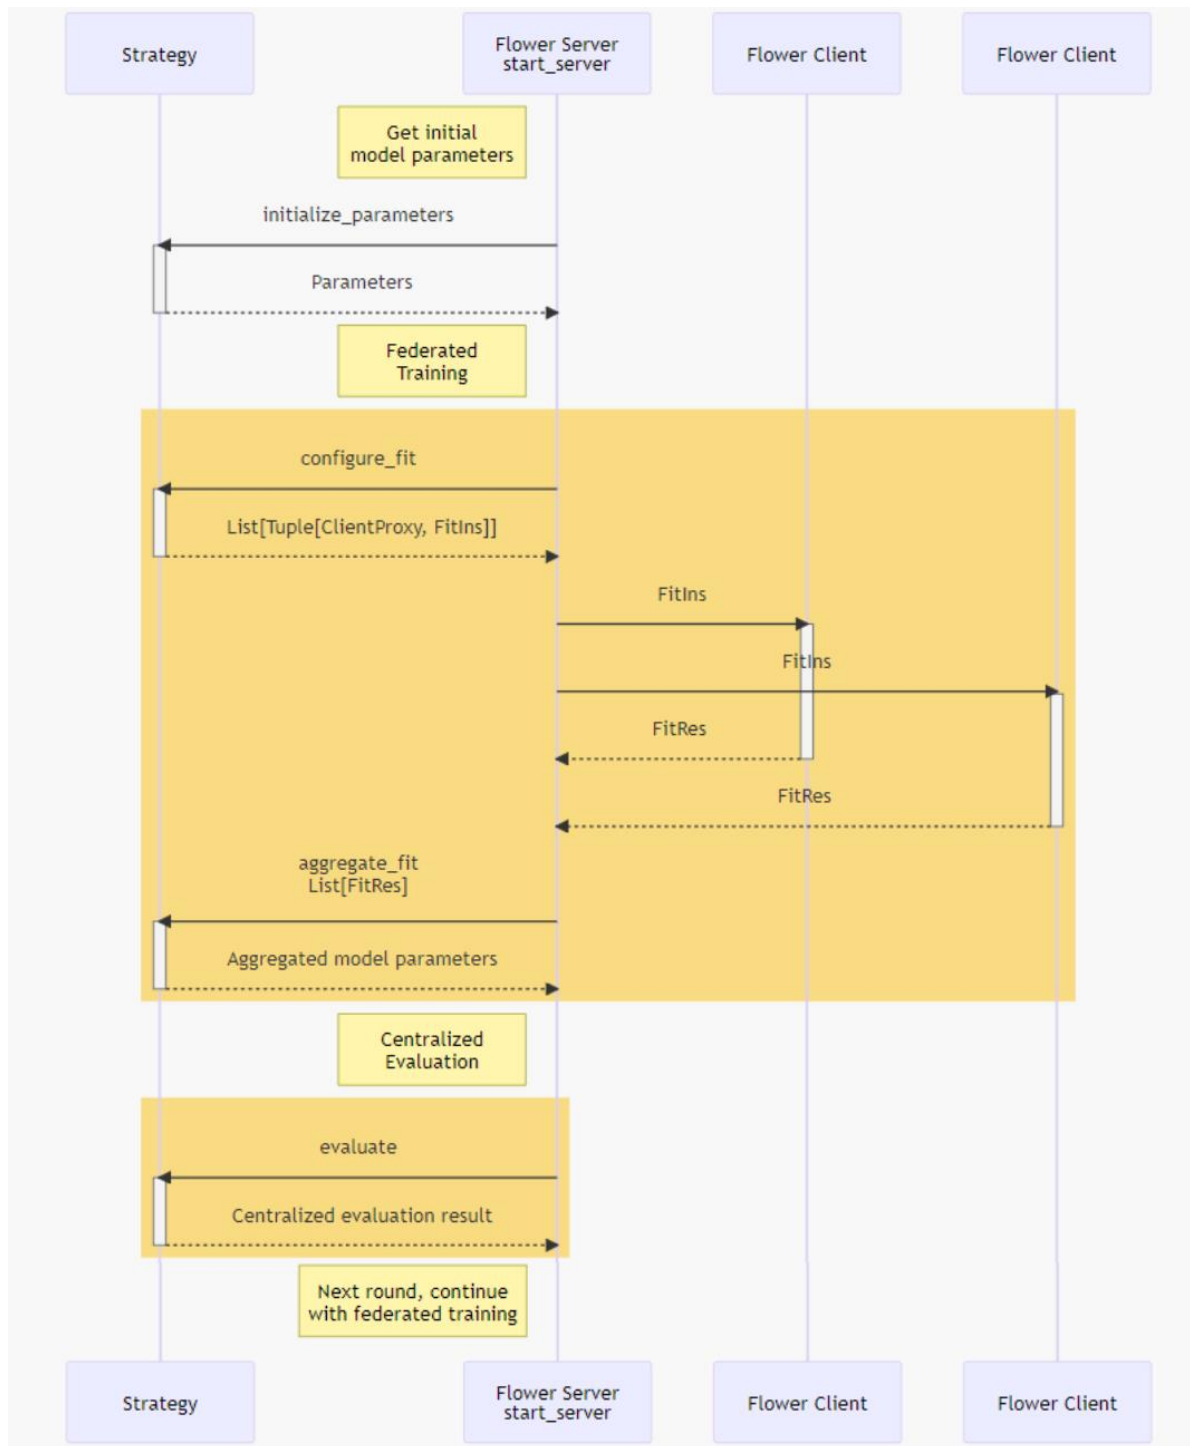 Strategy
Flower Server
start_server
Flower Client
Flower Client
Get initial
model parameters
initialize_parameters
Parameters
Federated
Training
configure_fit
List[Tuple[ClientProxy, FitIns]]
FitIns
FitIns
FitRes
FitRes
aggregate_fit
List[FitRes]
Aggregated model parameters
Centralized
Evaluation
evaluate
Centralized evaluation result
Next round, continue
with federated training
Strategy
Flower Server
start_server
Flower Client
Flower Client